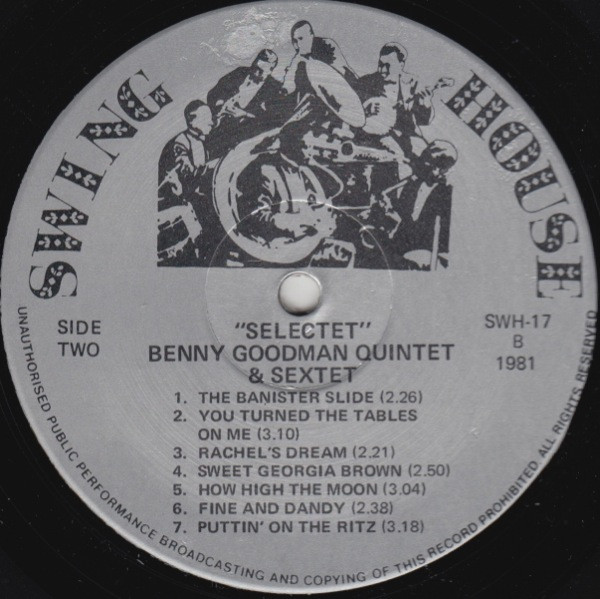 SWING HOUSE
SIDE
TWO
"SELECTET"
BENNY GOODMAN QUINTET
& SEXTET
SWH-17
B
1981
1. THE BANISTER SLIDE (2.26)
2. YOU TURNED THE TABLES
ON ME (3.10)
3. RACHEL'S DREAM (2.21)
4. SWEET GEORGIA BROWN (2.50)
5. HOW HIGH THE MOON (3.04)
6. FINE AND DANDY (2.38)
7. PUTTIN' ON THE RITZ (3.18)
UNAUTHORISED PUBLIC PERFORMANCE BROADCASTING AND COPYING OF THIS RECORD PROHIBITED ALL RIGHTS RESERVED